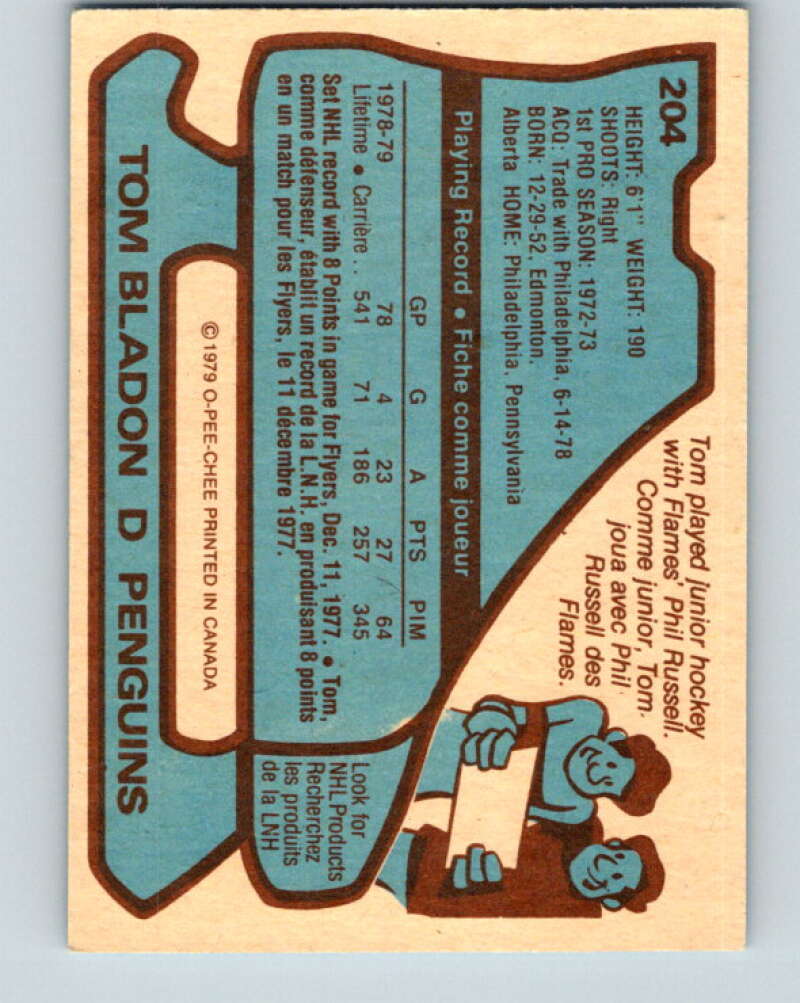 204
HEIGHT: 6'1" WEIGHT: 190
SHOOTS: Right
1st PRO SEASON: 1972-73
ACQ: Trade with Philadelphia, 6-14-78
BORN: 12-29-52, Edmonton,
Alberta HOME: Philadelphia, Pennsylvania
Tom played junior hockey
with Flames' Phil Russell.
Comme junior, Tom
joua avec Phil
Russell des
Flames.
Playing Record • Fiche comme joueur
GP G A PTS PIM
1978-79 78 4 23 27 64
Lifetime • Carrière . . 541 71 186 257 345
Set NHL record with 8 Points in game for Flyers, Dec. 11, 1977. • Tom,
comme défenseur, établit un record de la L.N.H. en produisant 8 points
en un match pour les Flyers, le 11 décembre 1977.
Look for
NHL Products
Recherchez
les produits
de la LNH
© 1979 O-PEE-CHEE PRINTED IN CANADA
TOM BLADON D PENGUINS